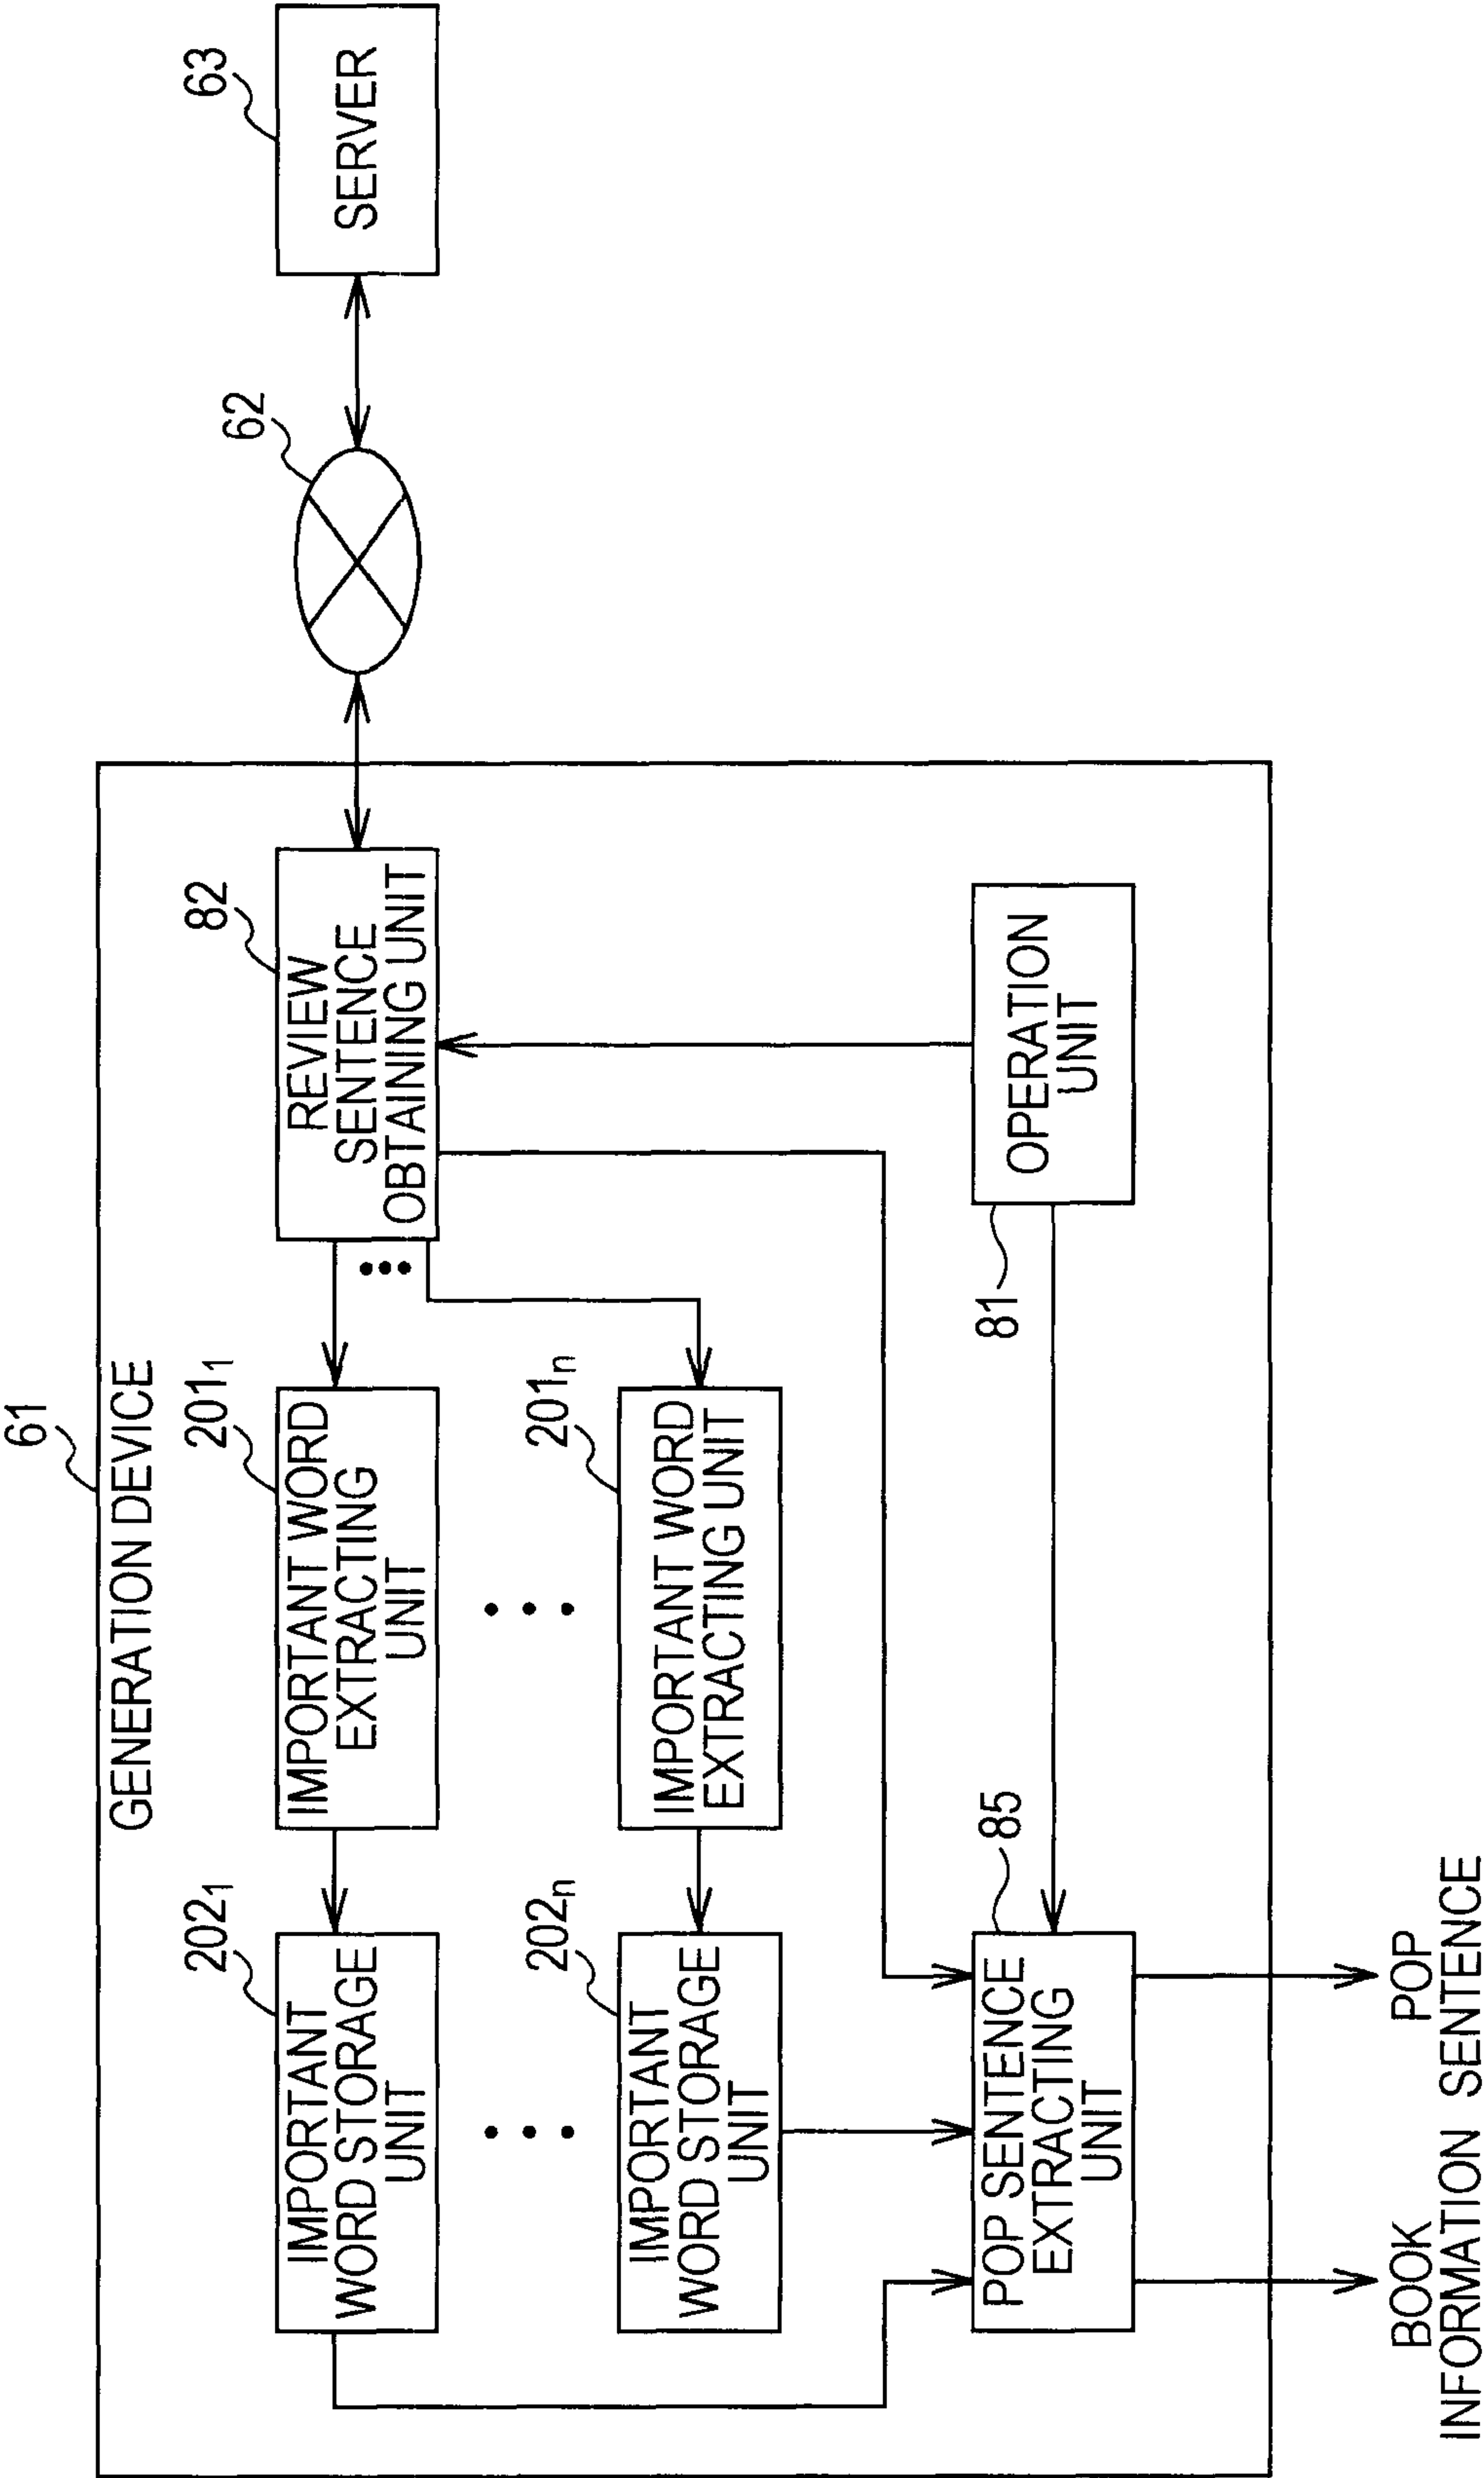 61
GENERATION DEVICE
202₁
IMPORTANT
WORD STORAGE
UNIT
201₁
IMPORTANT WORD
EXTRACTING
UNIT
82
REVIEW
SENTENCE
OBTAINING UNIT
62
63
SERVER
202ₙ
IMPORTANT
WORD STORAGE
UNIT
201ₙ
IMPORTANT WORD
EXTRACTING UNIT
85
POP SENTENCE
EXTRACTING
UNIT
81
OPERATION
UNIT
BOOK
INFORMATION
POP
SENTENCE